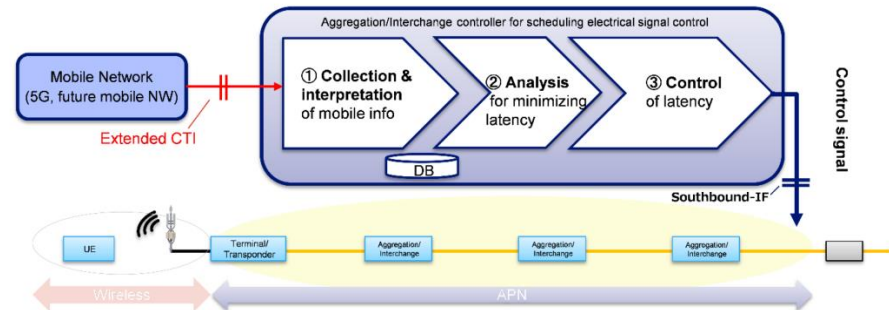 Aggregation/Interchange controller for scheduling electrical signal control
Mobile Network
(5G, future mobile NW)
Extended CTI
① Collection &
interpretation
of mobile info
② Analysis
for minimizing
latency
③ Control
of latency
DB
Control signal
Southbound-IF
UE
Terminal/
Transponder
Aggregation/
Interchange
Aggregation/
Interchange
Aggregation/
Interchange
Wireless
APN